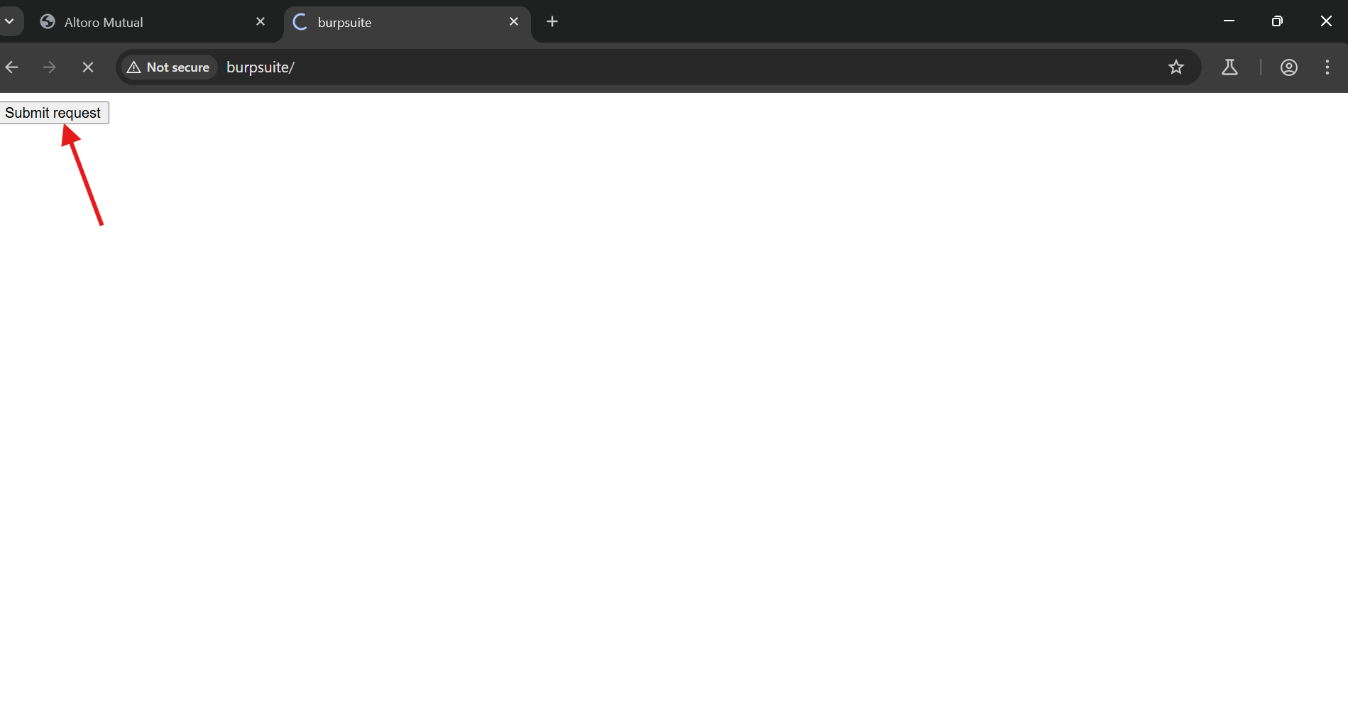 Altoro Mutual
burpsuite
Not secure
burpsuite/
Submit request